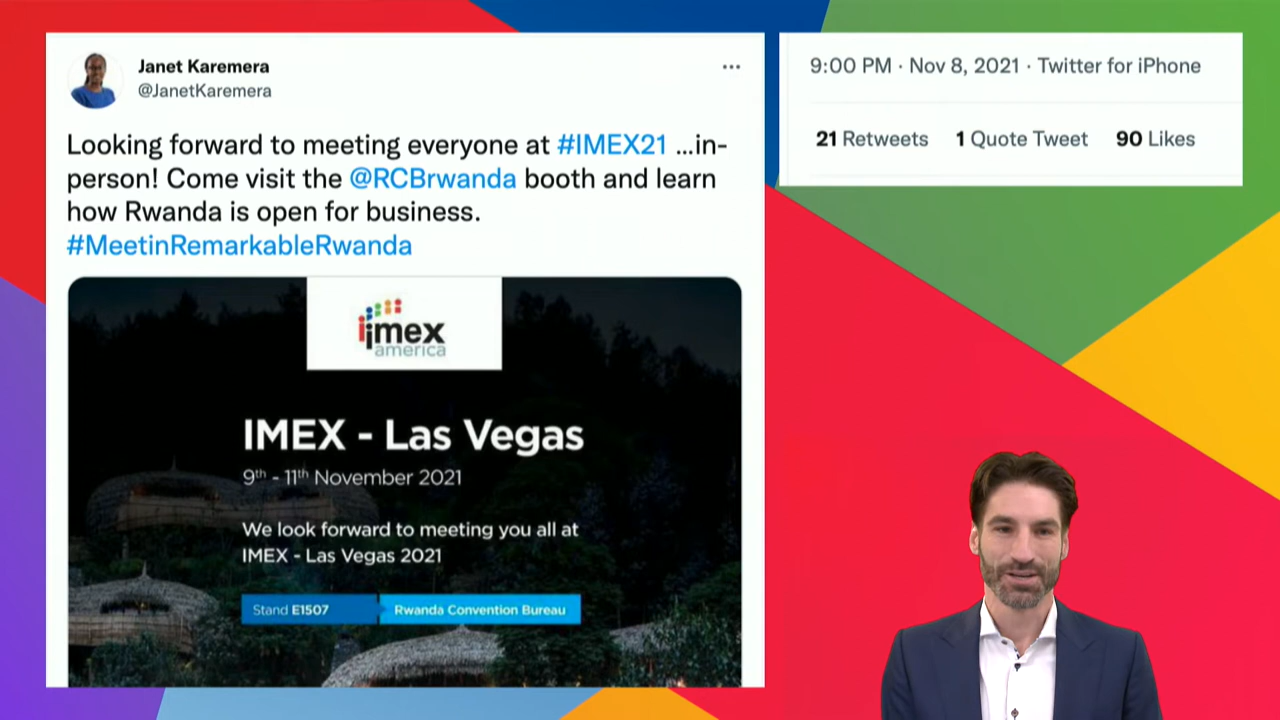 Janet Karemera
@JanetKaremera
Looking forward to meeting everyone at #IMEX21 ...in-
person! Come visit the @RCBrwanda booth and learn
how Rwanda is open for business.
#MeetinRemarkableRwanda
imex
america
IMEX - Las Vegas
9th - 11th November 2021
We look forward to meeting you all at
IMEX - Las Vegas 2021
Stand E1507
Rwanda Convention Bureau
9:00 PM · Nov 8, 2021 · Twitter for iPhone
21 Retweets 1 Quote Tweet 90 Likes